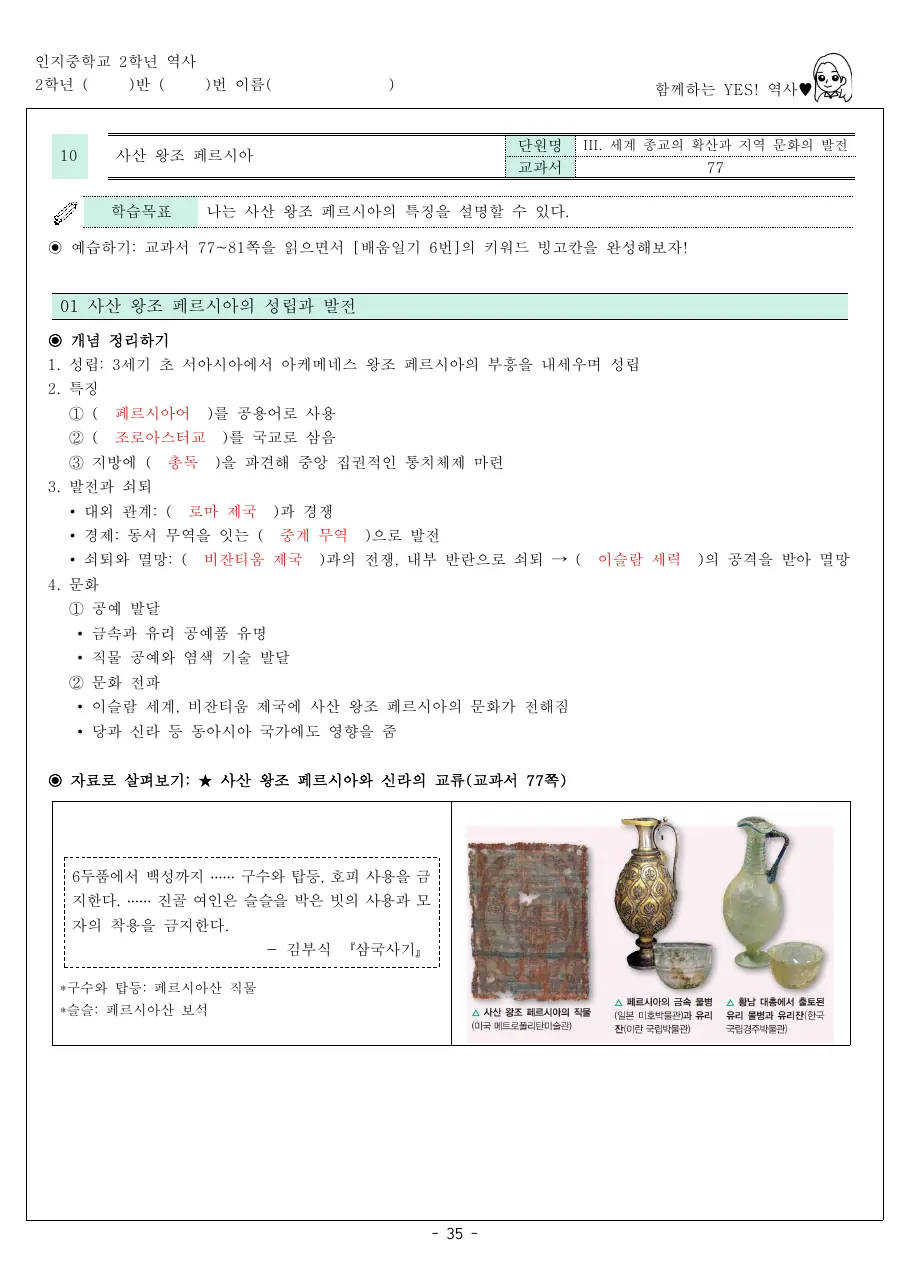 인지중학교 2학년 역사
2학년 (     )반 (     )번 이름(               )
함께하는 YES! 역사♥
10
사산 왕조 페르시아
단원명
III. 세계 종교의 확산과 지역 문화의 발전
교과서
77
학습목표
나는 사산 왕조 페르시아의 특징을 설명할 수 있다.
◉ 예습하기: 교과서 77~81쪽을 읽으면서 [배움일기 6번]의 키워드 빙고칸을 완성해보자!
01 사산 왕조 페르시아의 성립과 발전
◉ 개념 정리하기
1. 성립: 3세기 초 서아시아에서 아케메네스 왕조 페르시아의 부흥을 내세우며 성립
2. 특징
① ( 페르시아어 )를 공용어로 사용
② ( 조로아스터교 )를 국교로 삼음
③ 지방에 ( 총독 )을 파견해 중앙 집권적인 통치체제 마련
3. 발전과 쇠퇴
• 대외 관계: ( 로마 제국 )과 경쟁
• 경제: 동서 무역을 잇는 ( 중계 무역 )으로 발전
• 쇠퇴와 멸망: ( 비잔티움 제국 )과의 전쟁, 내부 반란으로 쇠퇴 → ( 이슬람 세력 )의 공격을 받아 멸망
4. 문화
① 공예 발달
• 금속과 유리 공예품 유명
• 직물 공예와 염색 기술 발달
② 문화 전파
• 이슬람 세계, 비잔티움 제국에 사산 왕조 페르시아의 문화가 전해짐
• 당과 신라 등 동아시아 국가에도 영향을 줌
◉ 자료로 살펴보기: ★ 사산 왕조 페르시아와 신라의 교류(교과서 77쪽)
6두품에서 백성까지 …… 구수와 탑등, 호피 사용을 금
지한다. …… 진골 여인은 슬슬을 박은 빗의 사용과 모
자의 착용을 금지한다.
- 김부식 『삼국사기』
*구수와 탑등: 페르시아산 직물
*슬슬: 페르시아산 보석
△ 사산 왕조 페르시아의 직물
(미국 메트로폴리탄미술관)
△ 페르시아의 금속 물병
(일본 미호박물관)과 유리
잔(이란 국립박물관)
△ 황남 대총에서 출토된
유리 물병과 유리잔(한국
국립경주박물관)
- 35 -